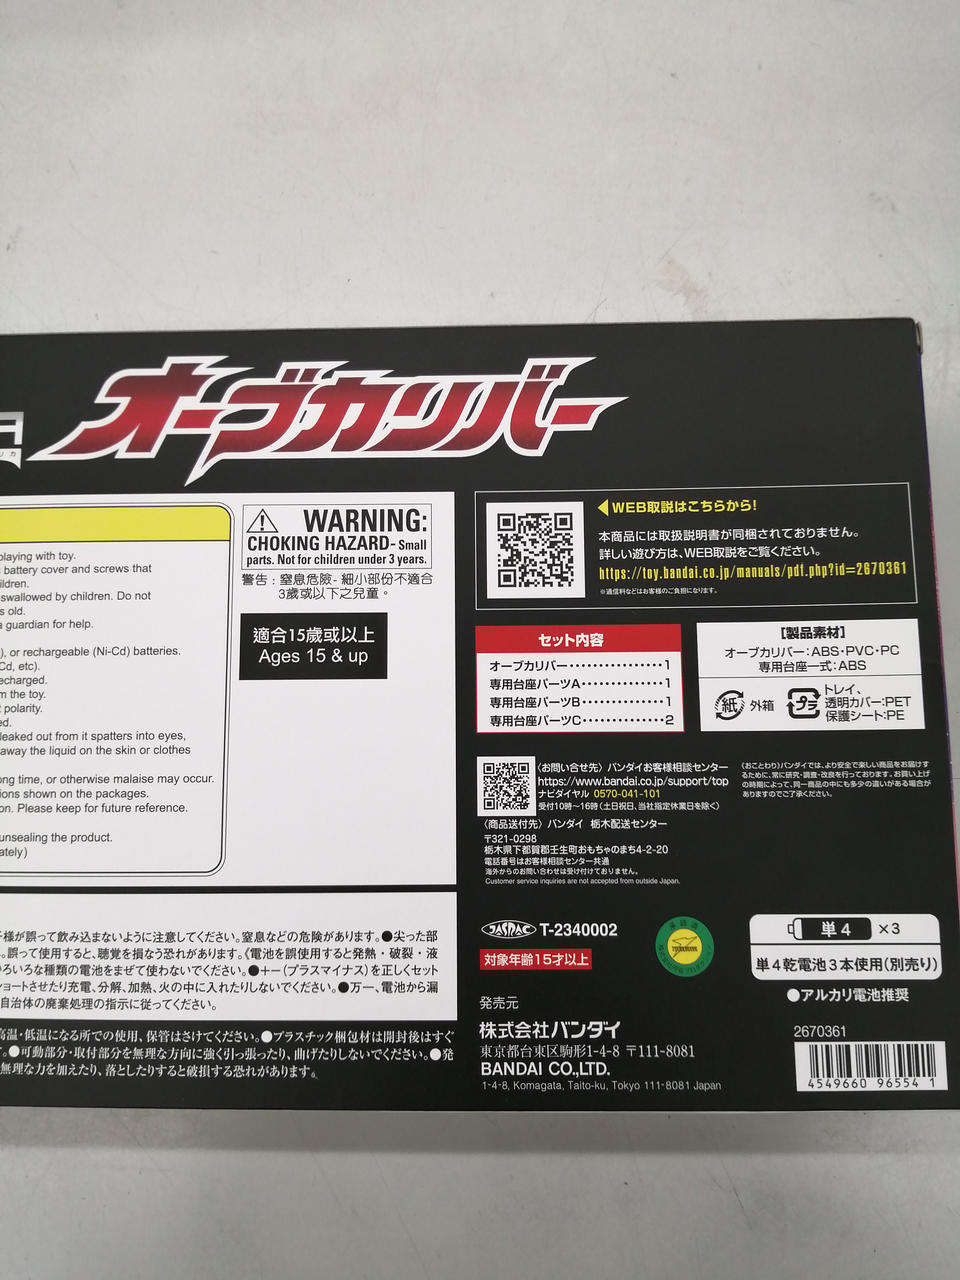 オーブカリバー
リカ
playing with toy.
battery cover and screws that
ildren.
swallowed by children. Do not
s old.
a guardian for help.
), or rechargeable (Ni-Cd) batteries.
Cd, etc).
echarged.
m the toy.
t polarity.
ed.
leaked out from it spatters into eyes,
away the liquid on the skin or clothes
ong time, or otherwise malaise may occur.
ions shown on the packages.
on. Please keep for future reference.
unsealing the product.
ately)
WARNING:
CHOKING HAZARD- Small
parts. Not for children under 3 years.
警告：窒息危險- 細小部份不適合
3歲或以下之兒童。
適合15歲或以上
Ages 15 & up
◀WEB取説はこちらから!
本商品には取扱説明書が同梱されておりません。
詳しい遊び方は、WEB取説をご覧ください。
https://toy.bandai.co.jp/manuals/pdf.php?id=2670361
※通信料などはお客様のご負担になります。
セット内容
オーブカリバー・・・・・・・・・・・・・・・・1
専用台座パーツA・・・・・・・・・・・・・・1
専用台座パーツB・・・・・・・・・・・・・・1
専用台座パーツC・・・・・・・・・・・・・・2
【製品素材】
オーブカリバー：ABS・PVC・PC
専用台座一式：ABS
紙 外箱
プラ トレイ、
透明カバー：PET
保護シート：PE
〈お問い合せ先〉バンダイお客様相談センター
https://www.bandai.co.jp/support/top
ナビダイヤル 0570-041-101
受付10時～16時（土日祝日、当社指定休業日を除く）
〈商品送付先〉バンダイ 栃木配送センター
〒321-0298
栃木県下都賀郡壬生町おもちゃのまち4-2-20
電話番号はお客様相談センター共通
海外からのお問い合わせは受け付けておりません。
Customer service inquiries are not accepted from outside Japan.
〈おことわり〉バンダイでは、より安全で楽しい商品をお届けす
るために、常に研究・調査・改良を行っております。お買い上げ
の時期によって、同一商品の中にも多少の違いがある場合が
ありますのでご了承ください。
子様が誤って飲み込まないように注意してください。窒息などの危険があります。●尖った部
。誤って使用すると、聴覚を損なう恐れがあります。《電池を誤使用すると発熱・破裂・液
いろいろな種類の電池をまぜて使わないでください。●＋－（プラスマイナス）を正しくセット
ショートさせたり充電、分解、加熱、火の中に入れたりしないでください。●万一、電池から漏
自治体の廃棄処理の指示に従ってください。
高温・低温になる所での使用、保管はさけてください。●プラスチック梱包材は開封後はすぐ
す。●可動部分・取付部分を無理な方向に強く引っ張ったり、曲げたりしないでください。●発
無理な力を加えたり、落としたりすると破損する恐れがあります。
JASPAC T-2340002
対象年齢15才以上
単4 ×3
単4乾電池3本使用(別売り)
●アルカリ電池推奨
発売元
株式会社バンダイ
東京都台東区駒形1-4-8 〒111-8081
BANDAI CO.,LTD.
1-4-8, Komagata, Taito-ku, Tokyo 111-8081 Japan
2670361
4549660 96554 1